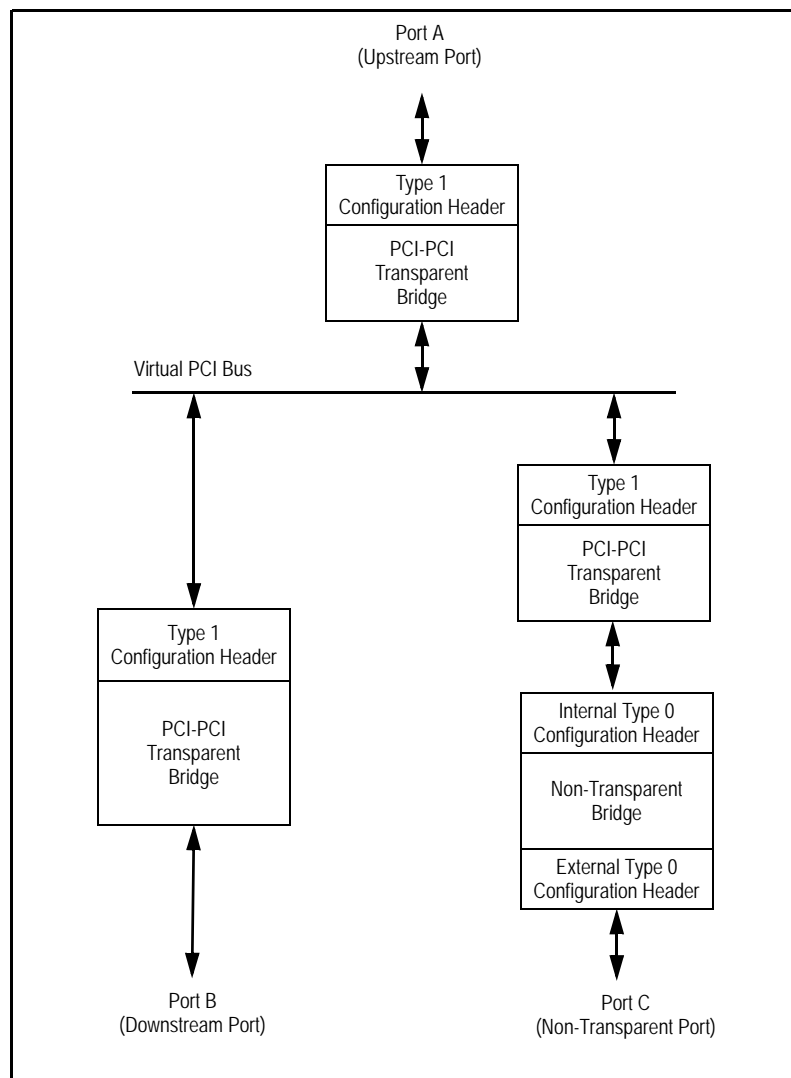 Port A
(Upstream Port)
Type 1
Configuration Header
PCI-PCI
Transparent
Bridge
Virtual PCI Bus
Type 1
Configuration Header
PCI-PCI
Transparent
Bridge
Type 1
Configuration Header
PCI-PCI
Transparent
Bridge
Internal Type 0
Configuration Header
Non-Transparent
Bridge
External Type 0
Configuration Header
Port B
(Downstream Port)
Port C
(Non-Transparent Port)